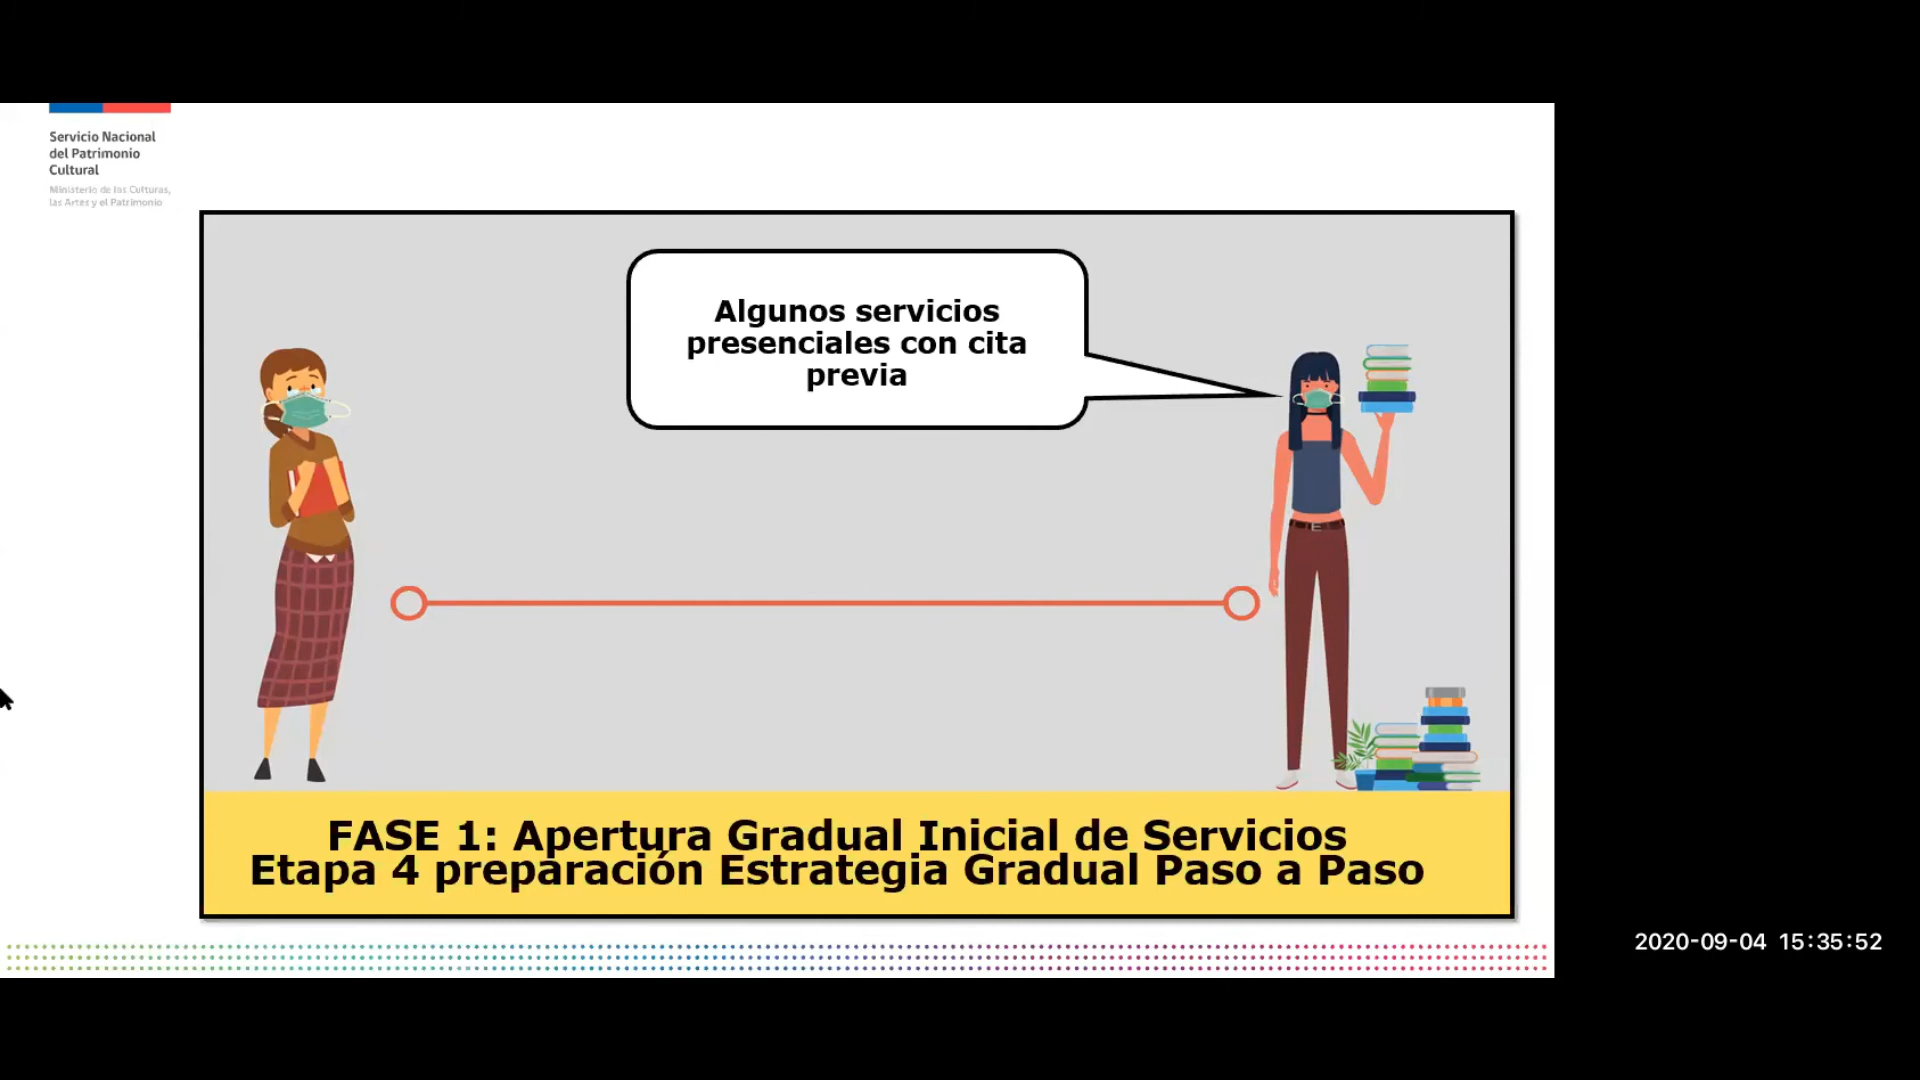 Servicio Nacional
del Patrimonio
Cultural
Ministerio de las Culturas,
las Artes y el Patrimonio
Algunos servicios
presenciales con cita
previa
FASE 1: Apertura Gradual Inicial de Servicios
Etapa 4 preparación Estrategia Gradual Paso a Paso
2020-09-04 15:35:52